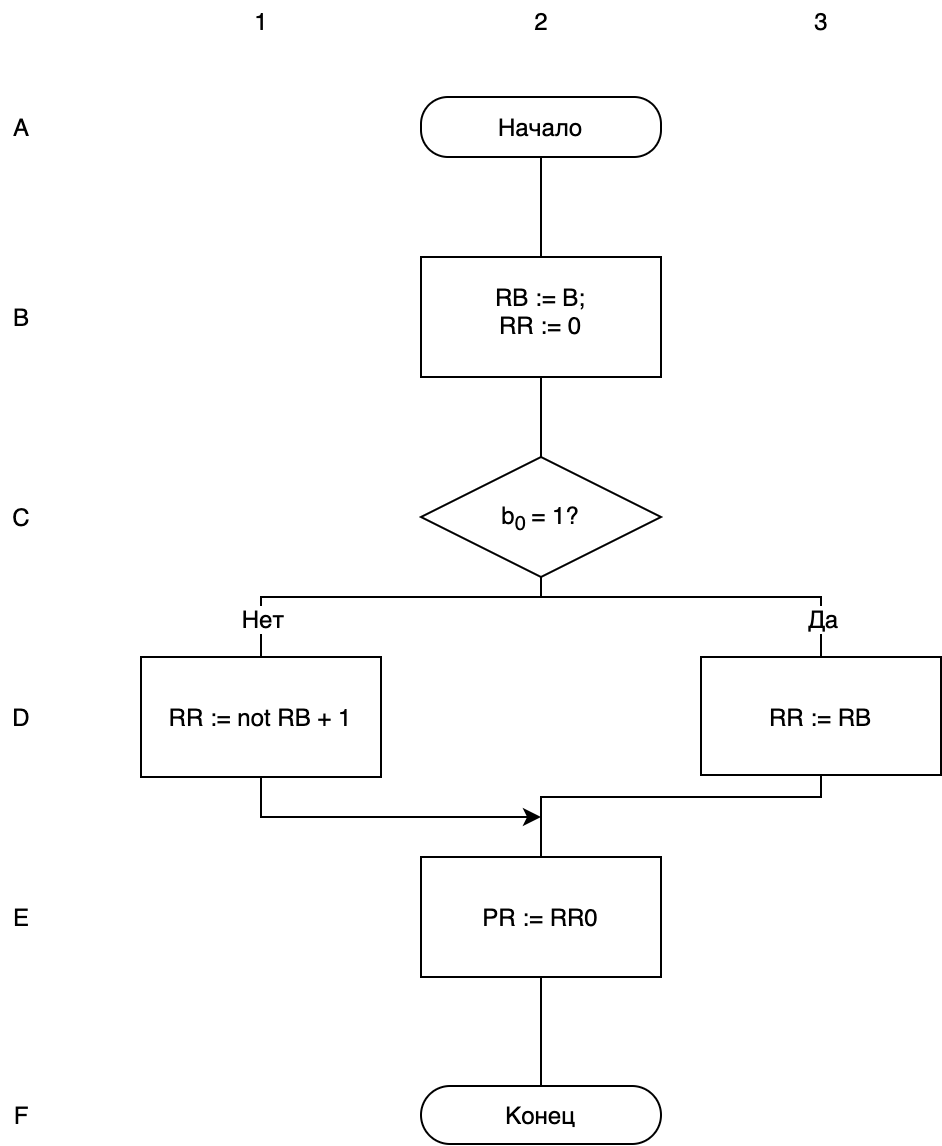 1 2 3
A
Начало
B
RB := B;
RR := 0
C
b₀ = 1?
Нет
Да
D
RR := not RB + 1
RR := RB
E
PR := RR0
F
Конец